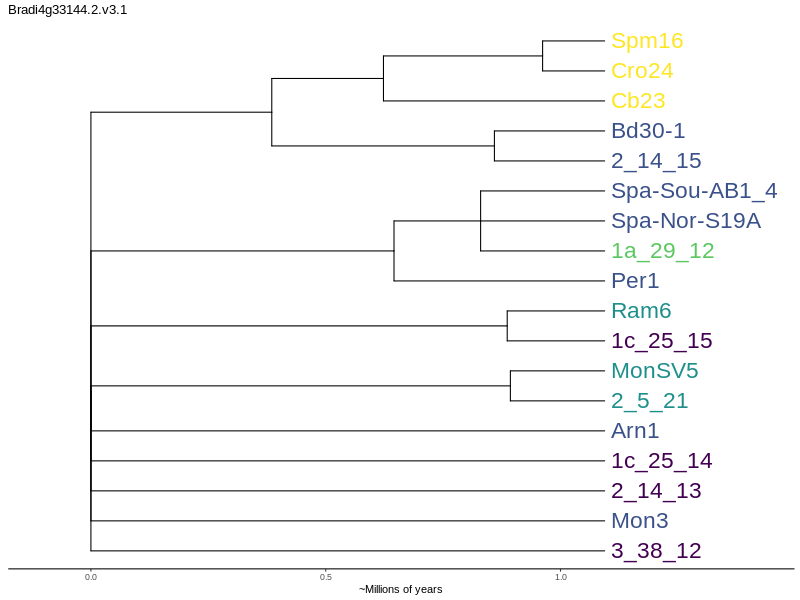 Bradi4g33144.2.v3.1
Spm16
Cro24
Cb23
Bd30-1
2_14_15
Spa-Sou-AB1_4
Spa-Nor-S19A
1a_29_12
Per1
Ram6
1c_25_15
MonSV5
2_5_21
Arn1
1c_25_14
2_14_13
Mon3
3_38_12
0.0 0.5 1.0
~Millions of years